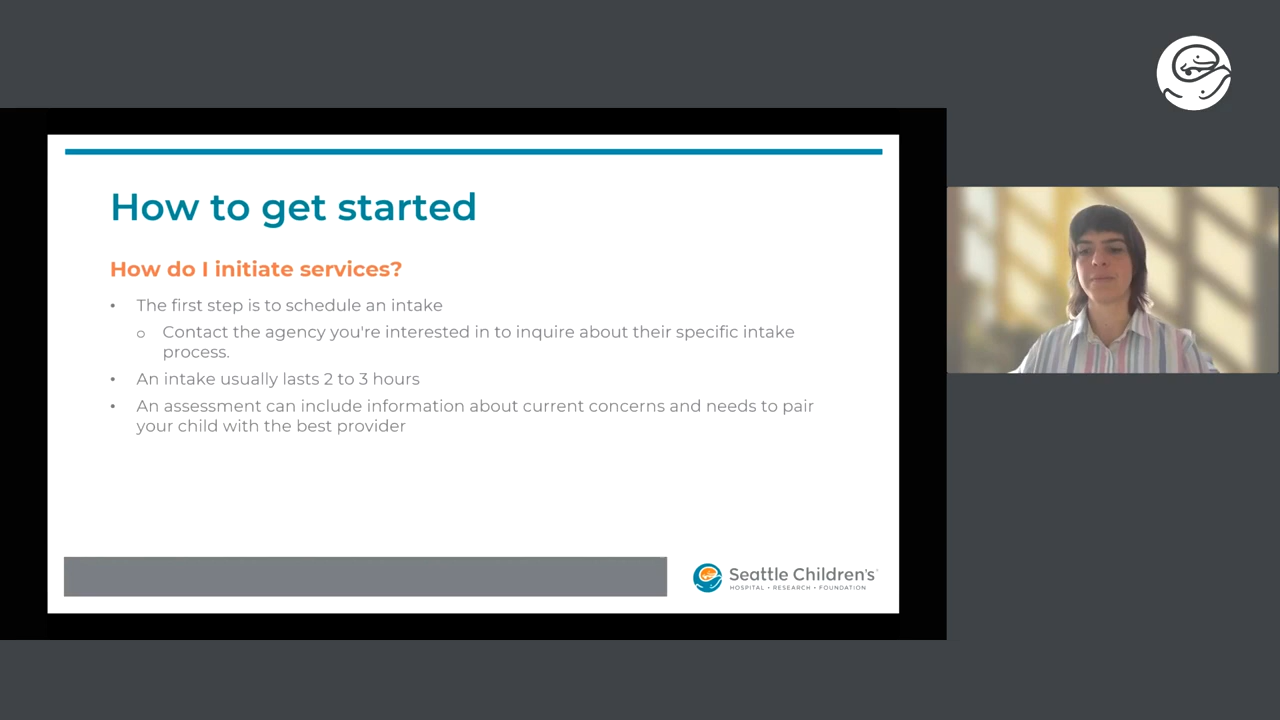 How to get started
How do I initiate services?
• The first step is to schedule an intake
o Contact the agency you're interested in to inquire about their specific intake
process.
• An intake usually lasts 2 to 3 hours
• An assessment can include information about current concerns and needs to pair
your child with the best provider
Seattle Children's
HOSPITAL • RESEARCH • FOUNDATION